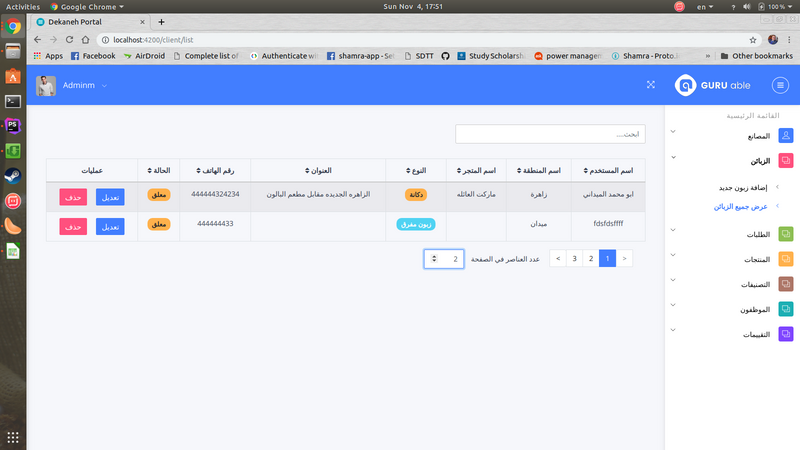 Activities
Google Chrome
Sun Nov 4, 17:51
en
100 %
Dekaneh Portal
localhost:4200/client/list
Apps
Facebook
AirDroid
Complete list of
Authenticate wi
shamra-app - Se
SDTT
Study Scholarsh
power managem
Shamra - Proto.
»
Other bookmarks
Adminm
GURU able
القائمة الرئيسية
المصانع
الزبائن
إضافة زبون جديد
عرض جميع الزبائن
الطلبات
المنتجات
التصنيفات
الموظفون
التقييمات
ابحث....
اسم المستخدم اسم المنطقة اسم المتجر النوع العنوان رقم الهاتف الحالة عمليات
ابو محمد الميداني زاهرة ماركت العائله دكانة الزاهره الجديده مقابل مطعم البالون 444444324234 معلق تعديل حذف
fdsfdsffff ميدان زبون مفرق 444444433 معلق تعديل حذف
< 1 2 3 >
عدد العناصر في الصفحة 2